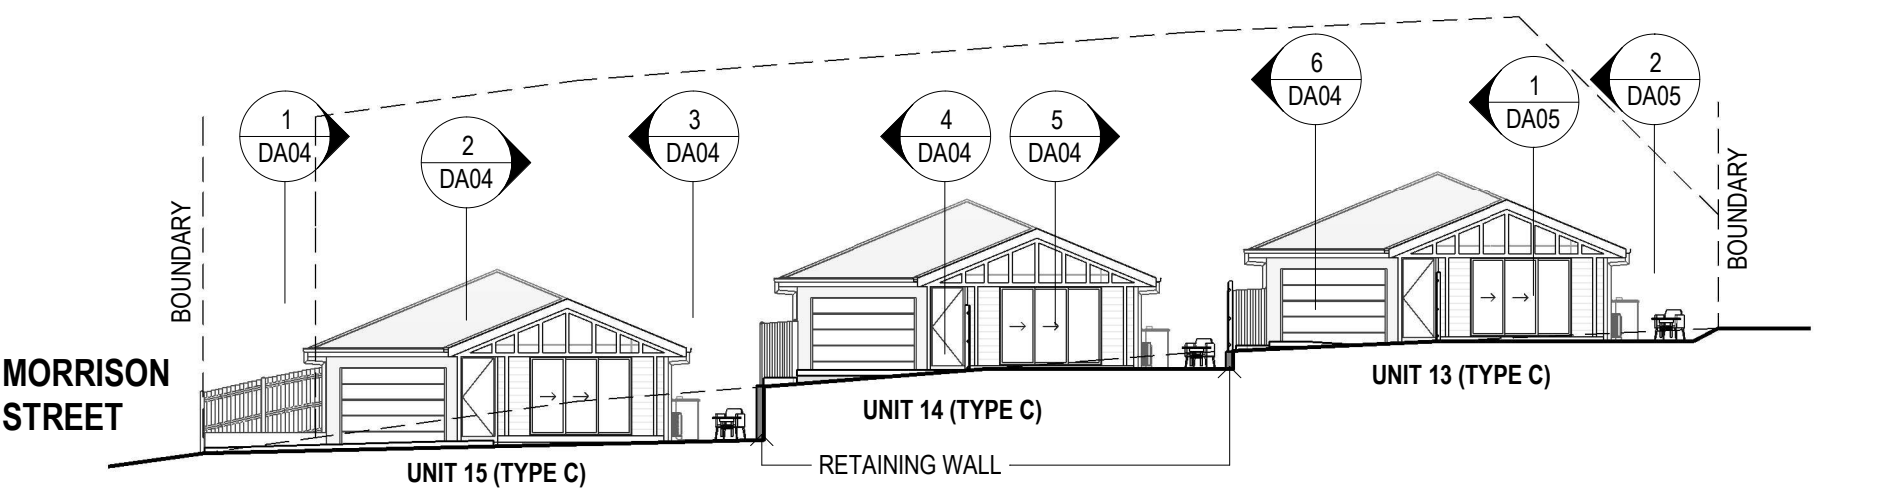 1
DA04
2
DA04
3
DA04
4
DA04
5
DA04
6
DA04
1
DA05
2
DA05
BOUNDARY
BOUNDARY
MORRISON
STREET
UNIT 15 (TYPE C)
UNIT 14 (TYPE C)
UNIT 13 (TYPE C)
RETAINING WALL